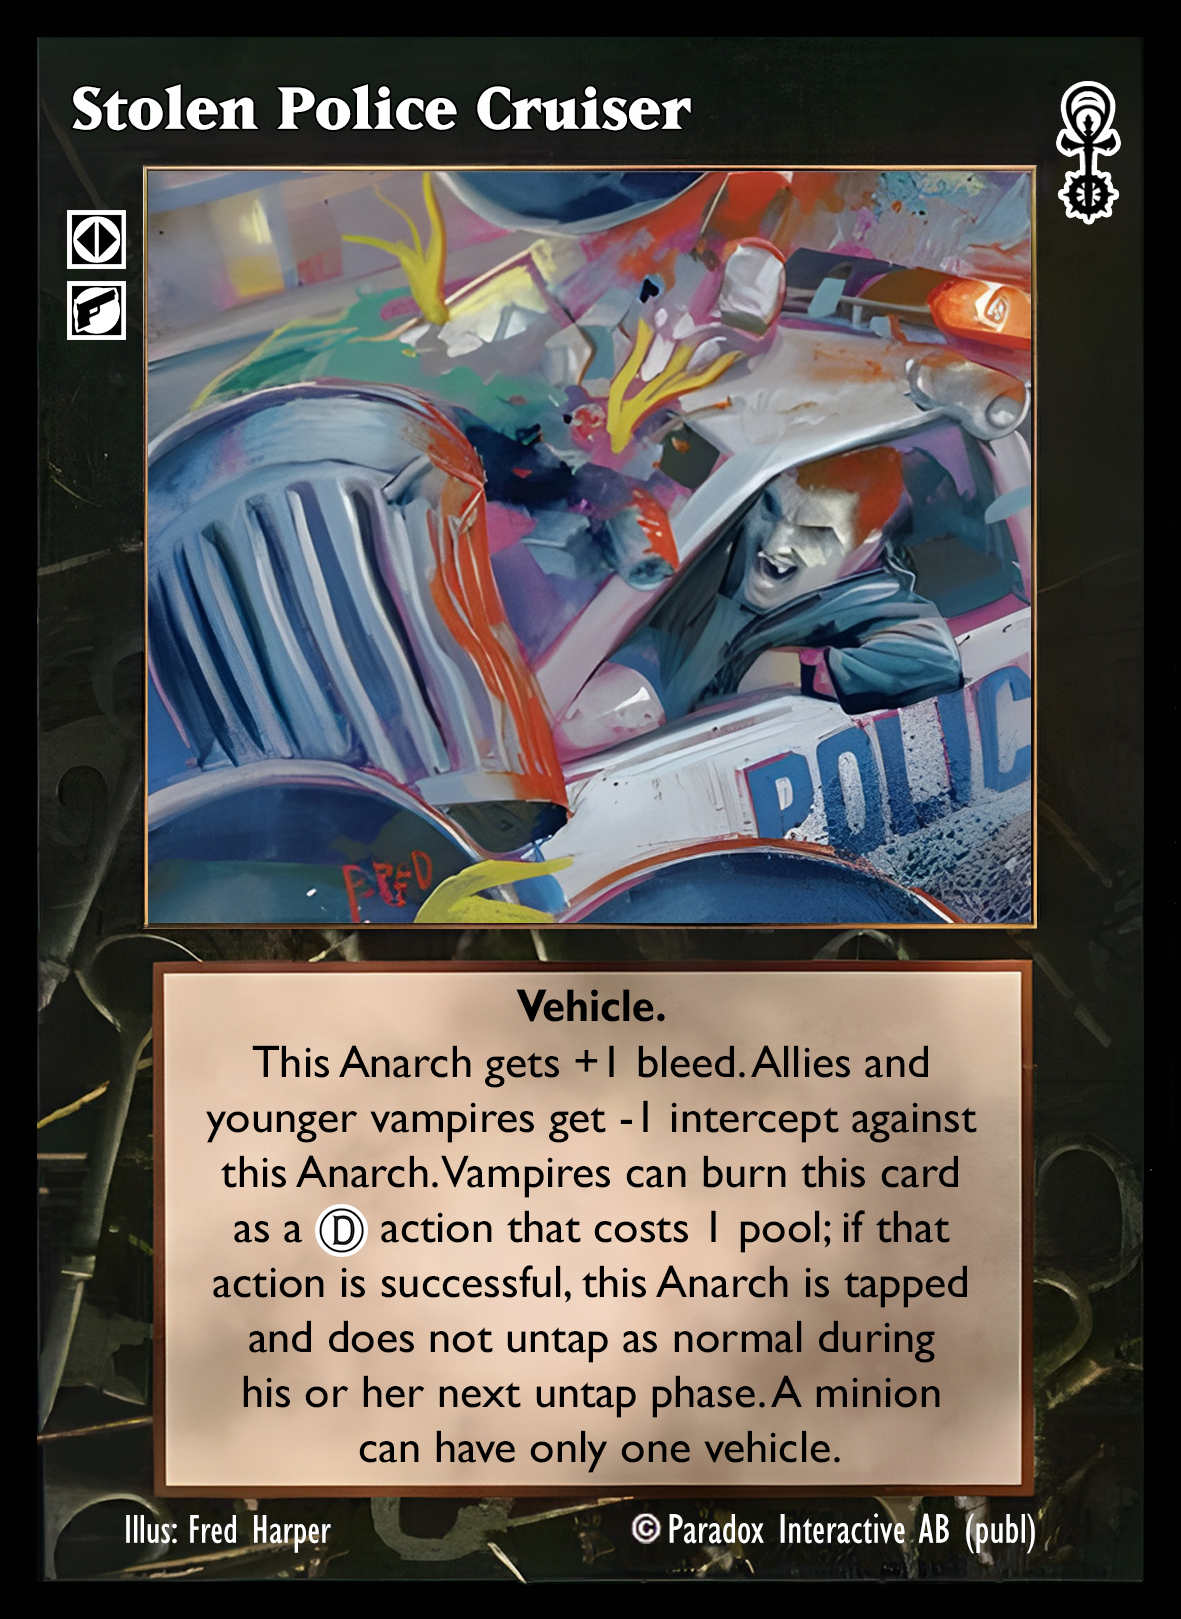 Stolen Police Cruiser
POLIC
FRED
Vehicle.
This Anarch gets +1 bleed. Allies and
younger vampires get -1 intercept against
this Anarch. Vampires can burn this card
as a Ⓓ action that costs 1 pool; if that
action is successful, this Anarch is tapped
and does not untap as normal during
his or her next untap phase. A minion
can have only one vehicle.
Illus: Fred Harper
© Paradox Interactive AB (publ)